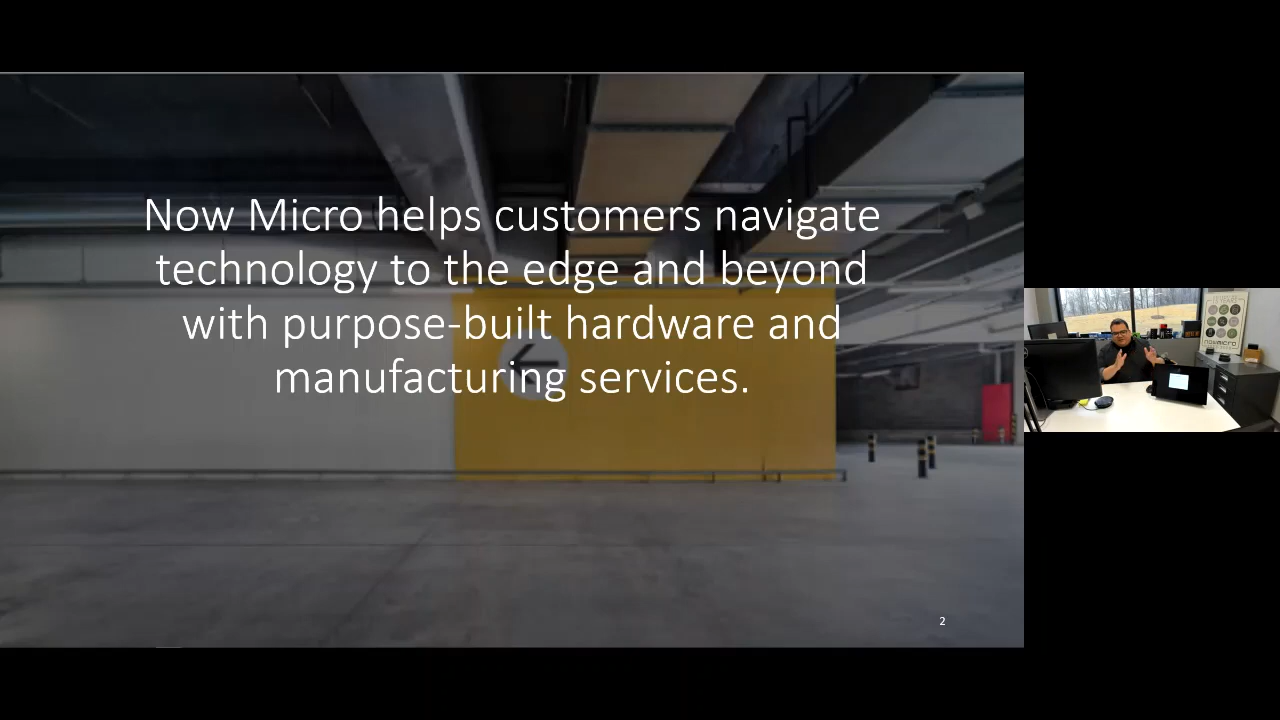 Now Micro helps customers navigate
technology to the edge and beyond
with purpose-built hardware and
manufacturing services.
2
nowmicro